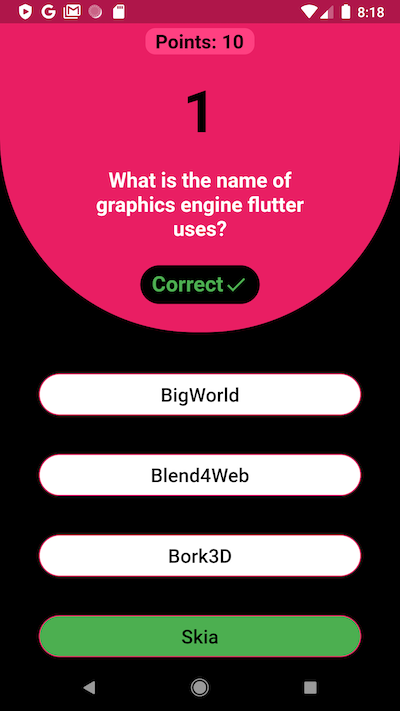 8:18
Points: 10
1
What is the name of
graphics engine flutter
uses?
Correct
BigWorld
Blend4Web
Bork3D
Skia